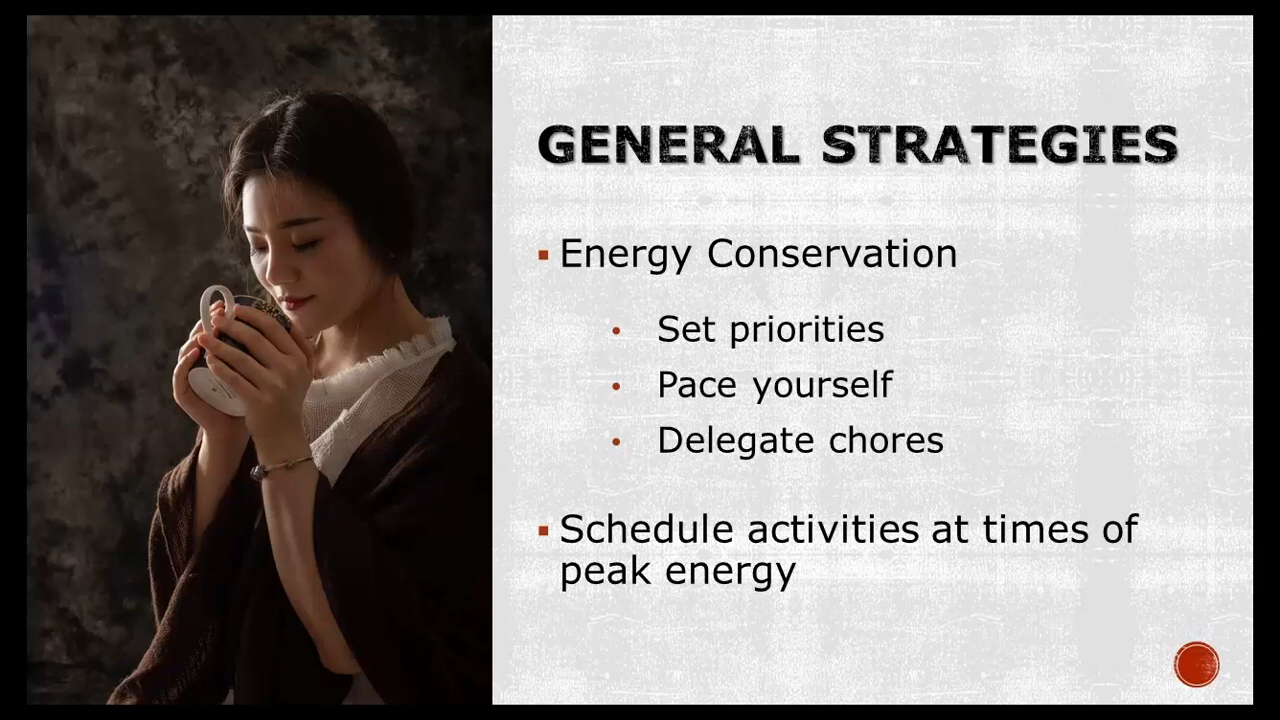 GENERAL STRATEGIES
▪ Energy Conservation
• Set priorities
• Pace yourself
• Delegate chores
▪ Schedule activities at times of
peak energy